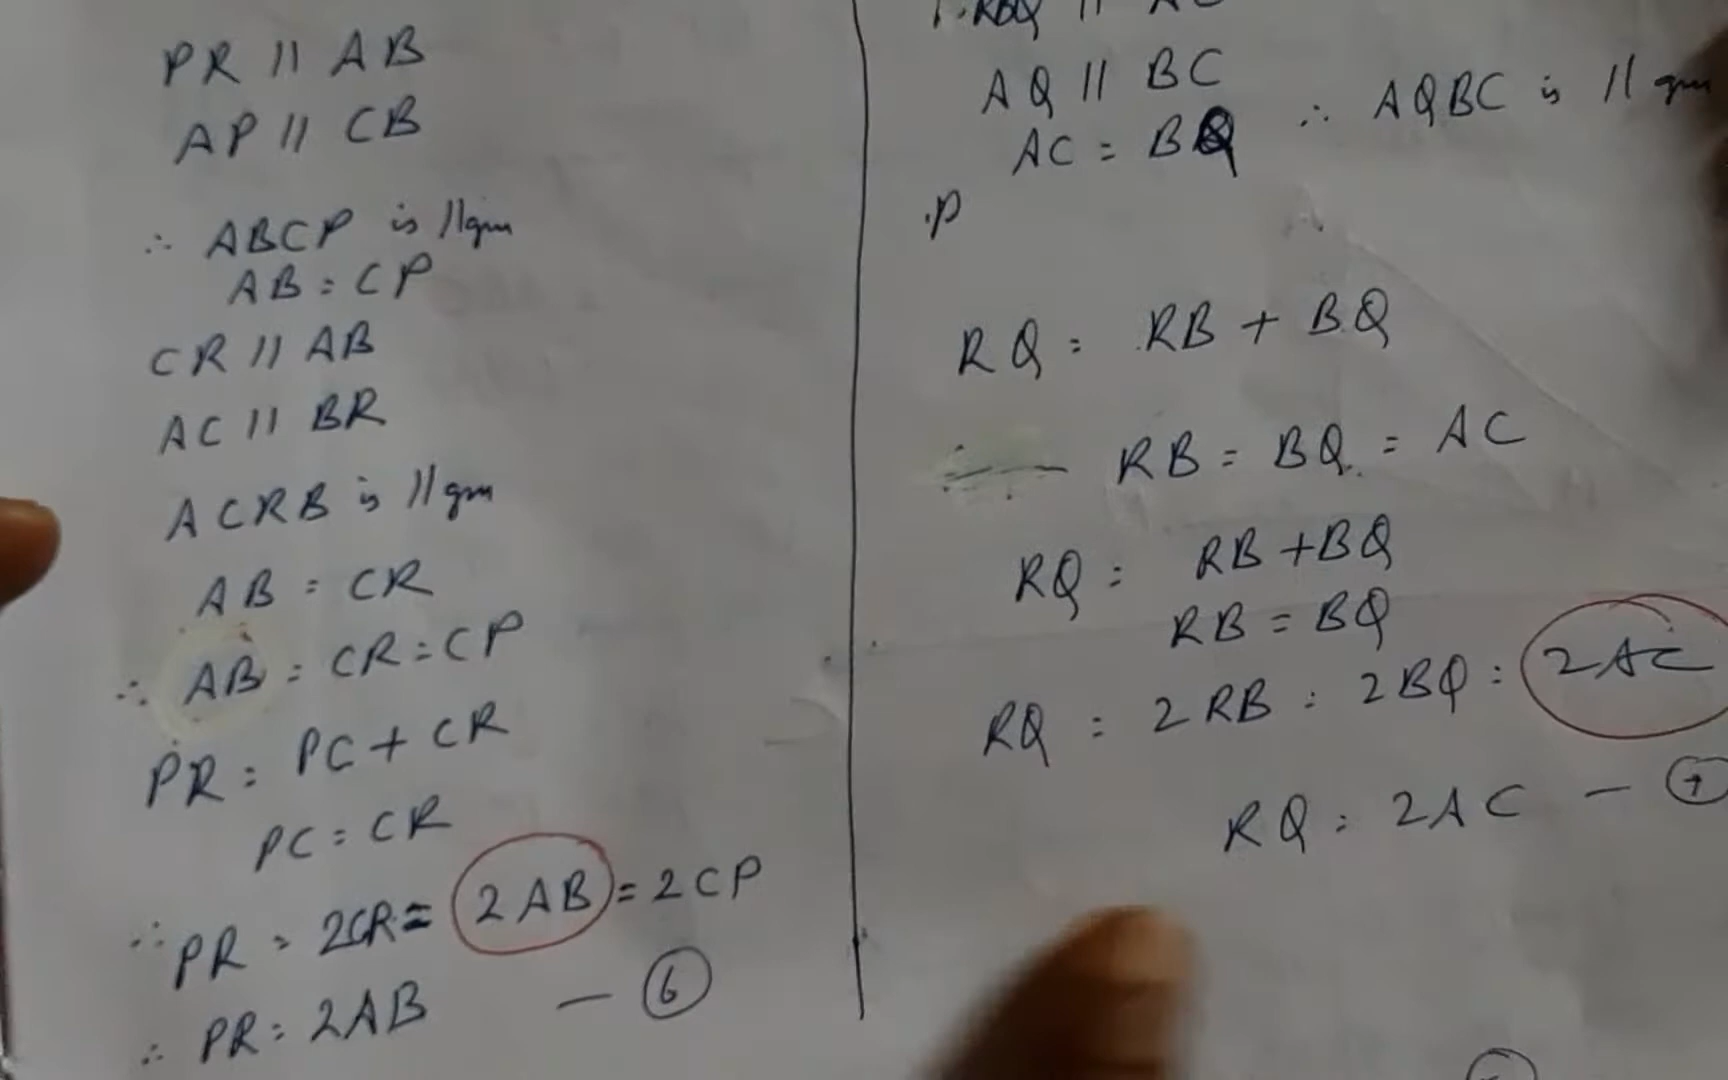 PR || AB
AP || CB
∴ ABCP is ||gm
AB = CP
CR || AB
AC || BR
ACRB is ||gm
AB = CR
∴ AB = CR = CP
PR = PC + CR
PC = CR
∴ PR = 2CR = 2AB = 2CP
∴ PR = 2AB — 6
AQ || BC
AC = BQ ∴ AQBC is ||gm
.P
RQ = RB + BQ
RB = BQ = AC
RQ = RB + BQ
RB = BQ
RQ = 2RB = 2BQ = 2AC
RQ = 2AC — 7